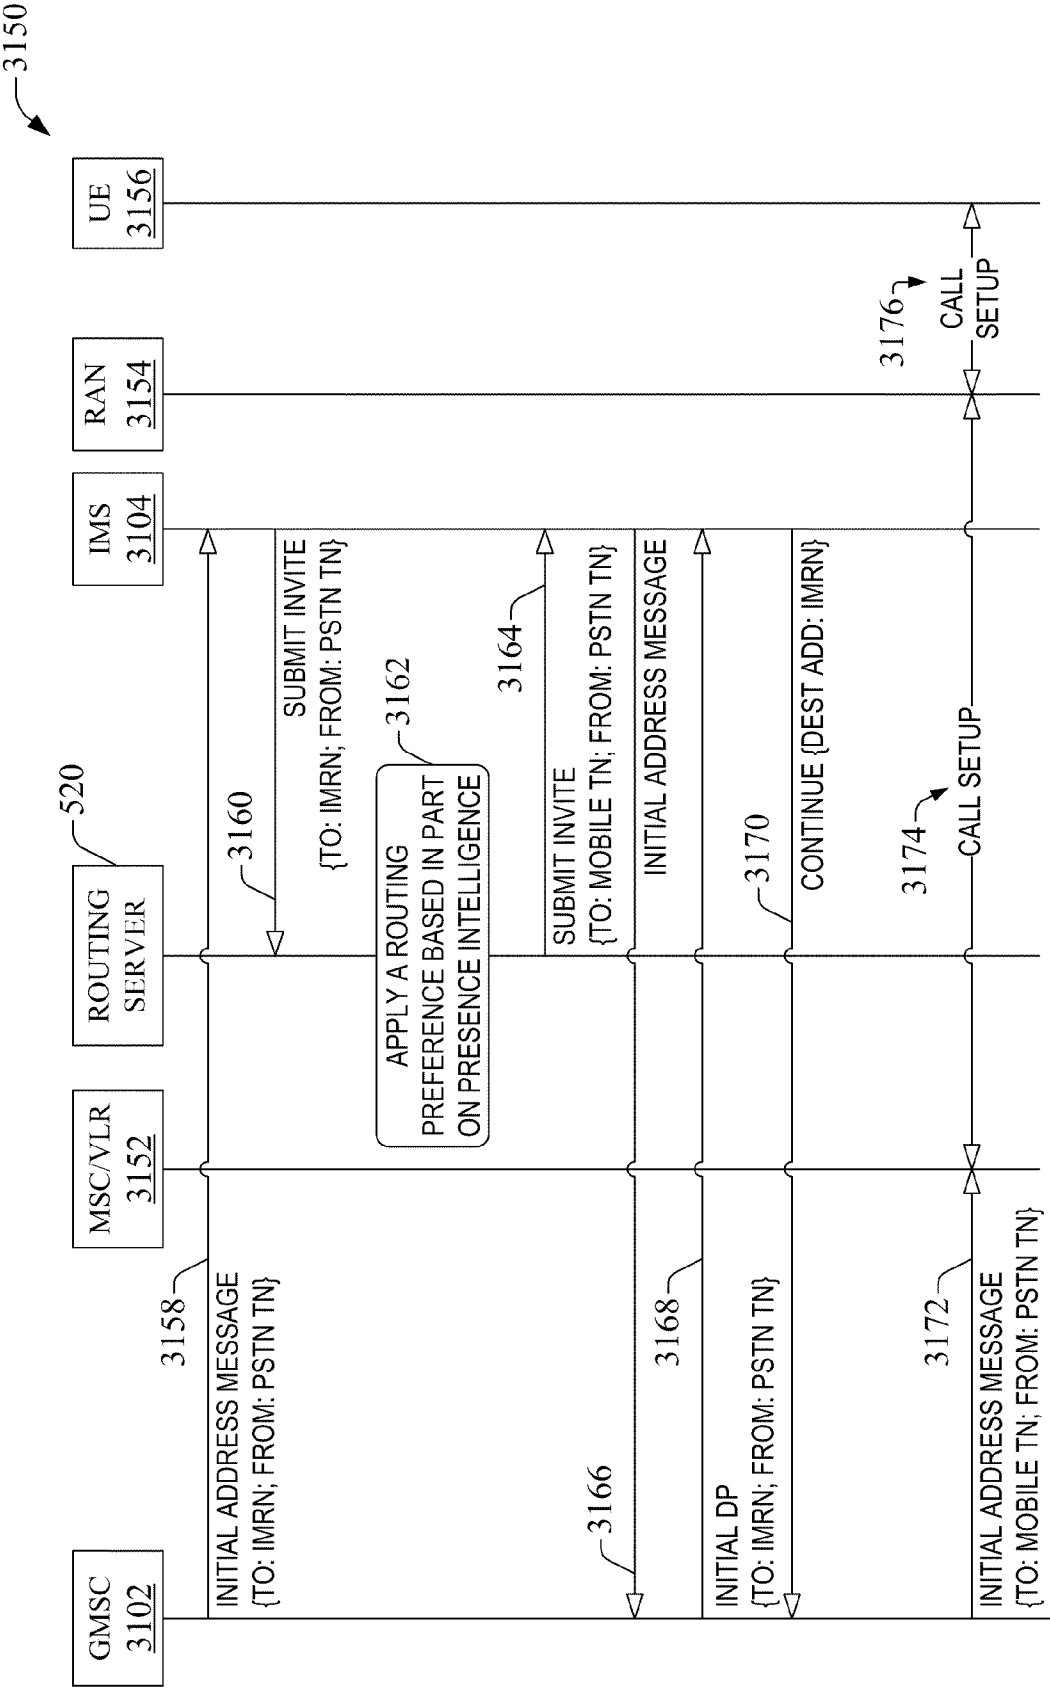 3150
GMSC
3102
MSC/VLR
3152
ROUTING
SERVER
520
IMS
3104
RAN
3154
UE
3156
3158
INITIAL ADDRESS MESSAGE
{TO: IMRN; FROM: PSTN TN}
3160
SUBMIT INVITE
{TO: IMRN; FROM: PSTN TN}
3162
APPLY A ROUTING
PREFERENCE BASED IN PART
ON PRESENCE INTELLIGENCE
3164
SUBMIT INVITE
{TO: MOBILE TN; FROM: PSTN TN}
3166
INITIAL ADDRESS MESSAGE
3168
INITIAL DP
{TO: IMRN; FROM: PSTN TN}
3170
CONTINUE {DEST ADD: IMRN}
3172
INITIAL ADDRESS MESSAGE
{TO: MOBILE TN; FROM: PSTN TN}
3174
CALL SETUP
3176
CALL
SETUP